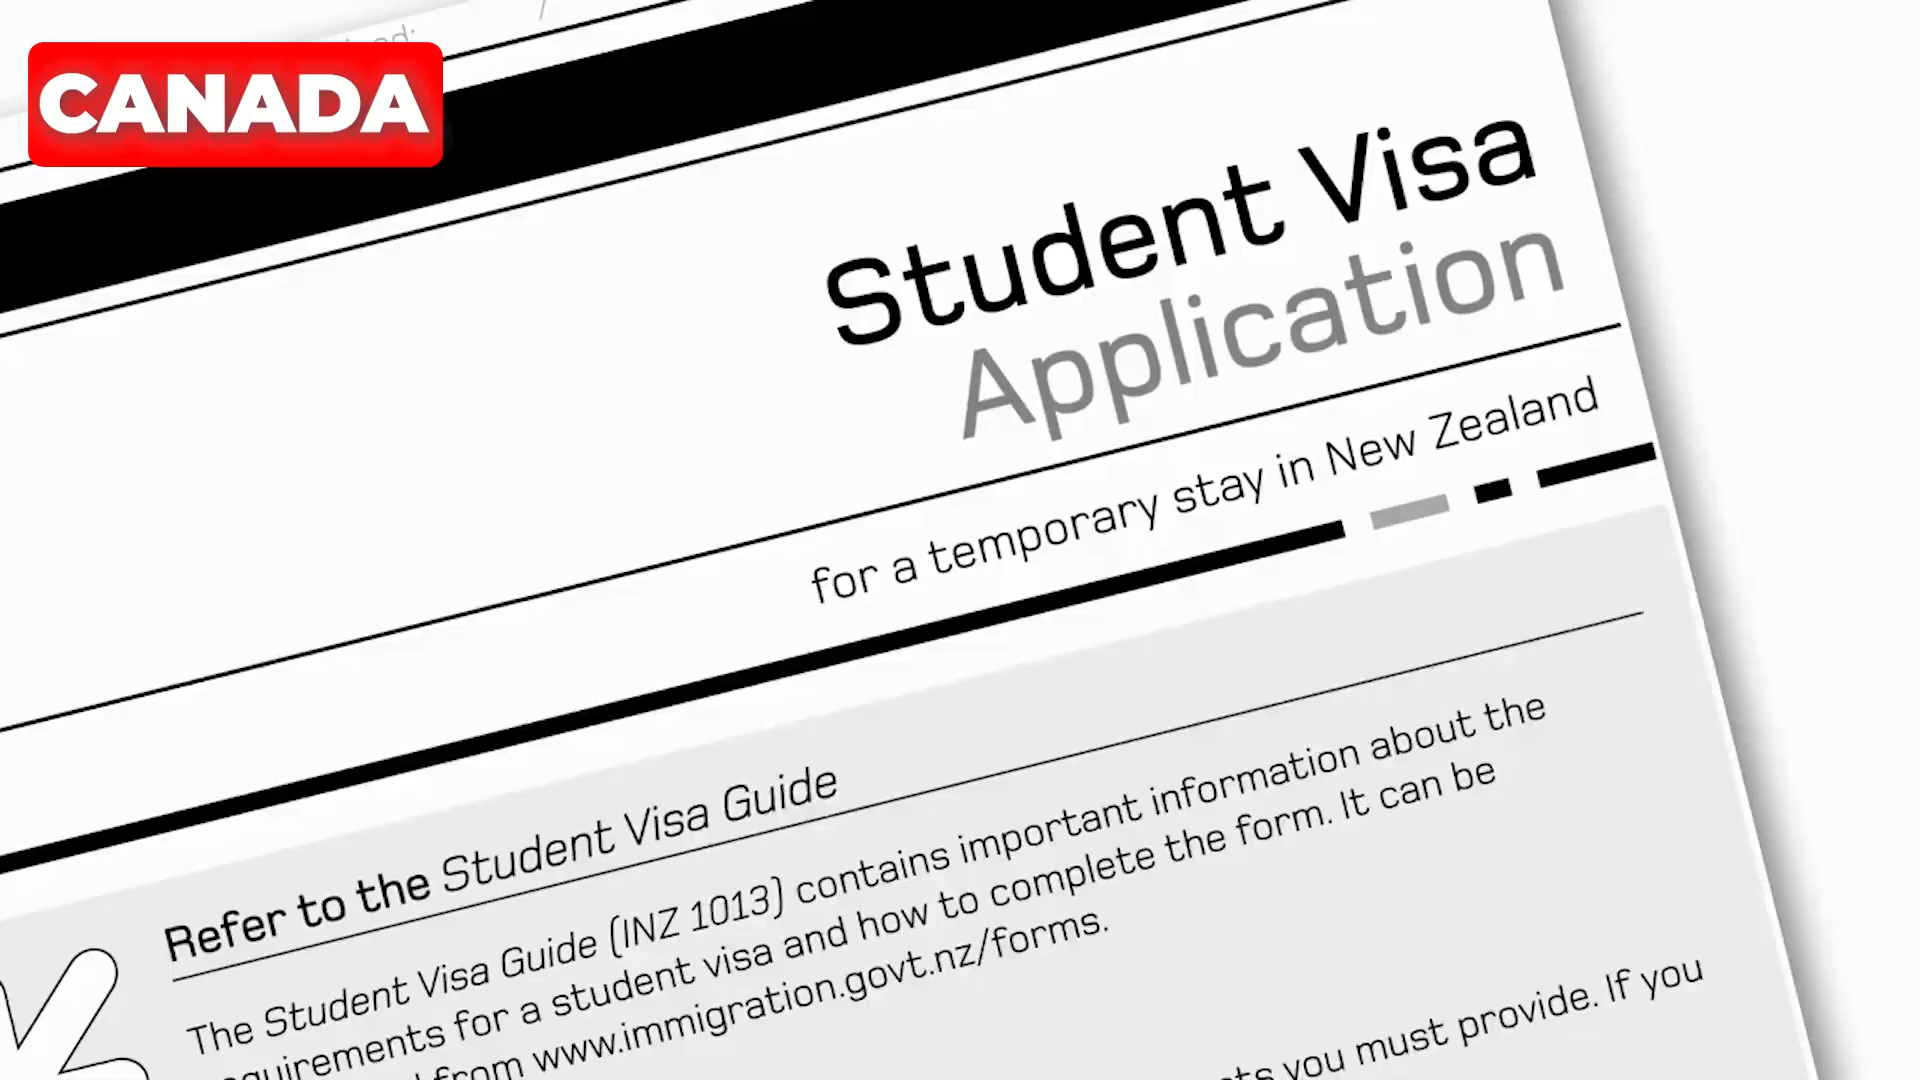 CANADA
Student Visa
Application
for a temporary stay in New Zealand
Refer to the Student Visa Guide
The Student Visa Guide (INZ 1013) contains important information about the
for a student visa and how to complete the form. It can be
from www.immigration.govt.nz/forms.
you must provide. If you